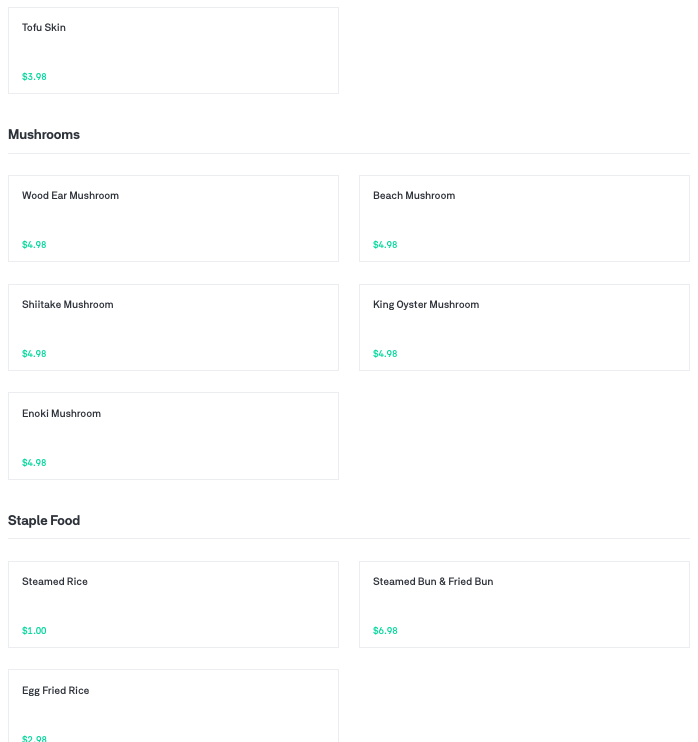 Tofu Skin
$3.98
Mushrooms
Wood Ear Mushroom
$4.98
Beach Mushroom
$4.98
Shiitake Mushroom
$4.98
King Oyster Mushroom
$4.98
Enoki Mushroom
$4.98
Staple Food
Steamed Rice
$1.00
Steamed Bun & Fried Bun
$6.98
Egg Fried Rice
$2.98